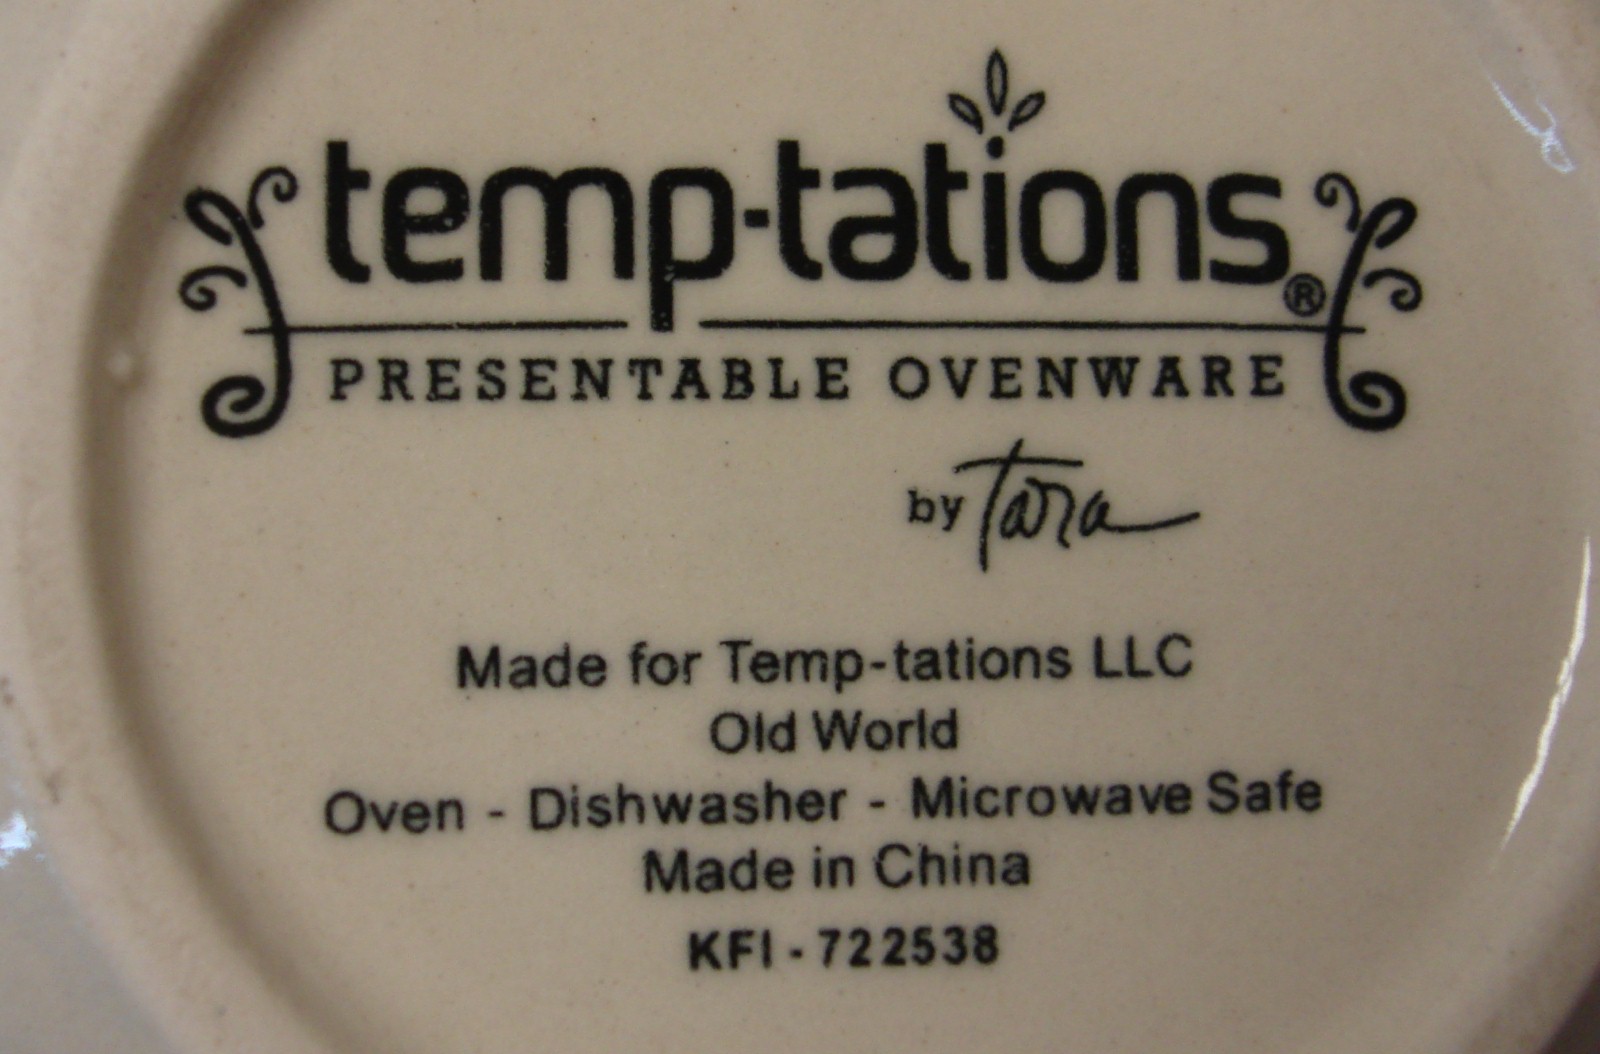 temp-tations®
PRESENTABLE OVENWARE
by Tara
Made for Temp-tations LLC
Old World
Oven - Dishwasher - Microwave Safe
Made in China
KFI - 722538